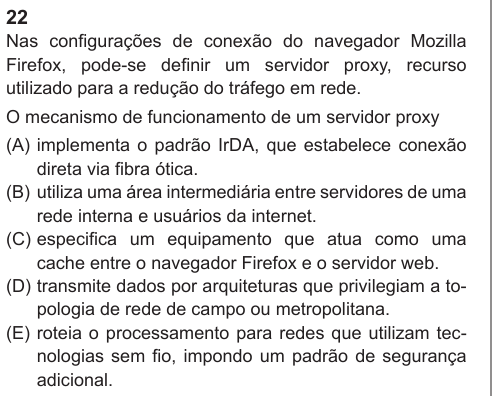 22
Nas configurações de conexão do navegador Mozilla
Firefox, pode-se definir um servidor proxy, recurso
utilizado para a redução do tráfego em rede.
O mecanismo de funcionamento de um servidor proxy
(A) implementa o padrão IrDA, que estabelece conexão
direta via fibra ótica.
(B) utiliza uma área intermediária entre servidores de uma
rede interna e usuários da internet.
(C) especifica um equipamento que atua como uma
cache entre o navegador Firefox e o servidor web.
(D) transmite dados por arquiteturas que privilegiam a to-
pologia de rede de campo ou metropolitana.
(E) roteia o processamento para redes que utilizam tec-
nologias sem fio, impondo um padrão de segurança
adicional.